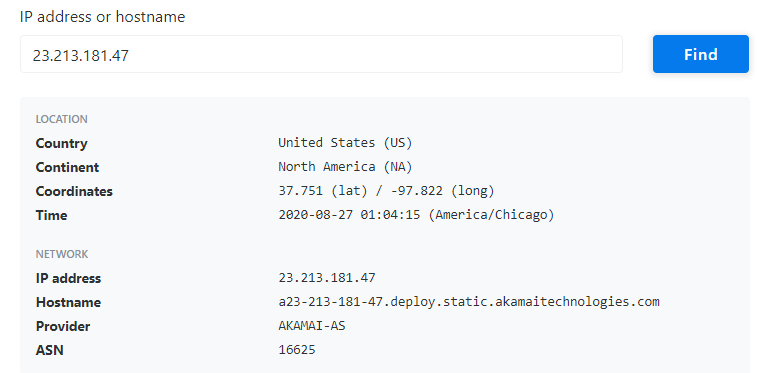 IP address or hostname
23.213.181.47 Find
LOCATION
Country United States (US)
Continent North America (NA)
Coordinates 37.751 (lat) / -97.822 (long)
Time 2020-08-27 01:04:15 (America/Chicago)
NETWORK
IP address 23.213.181.47
Hostname a23-213-181-47.deploy.static.akamaitechnologies.com
Provider AKAMAI-AS
ASN 16625